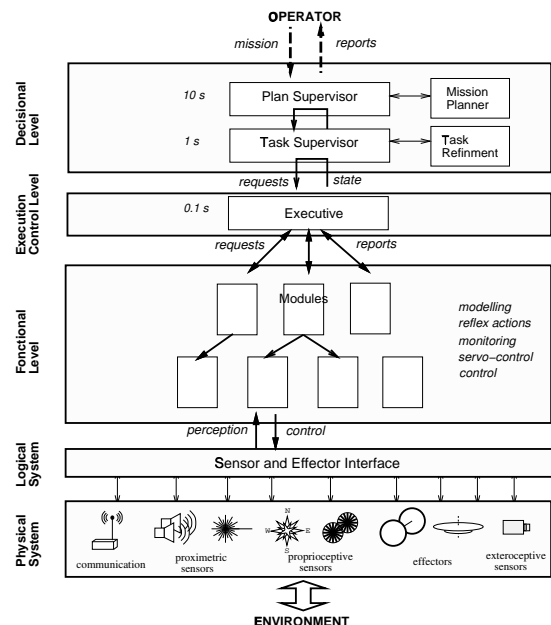 OPERATOR
mission
reports
Decisional
Level
10 s
Plan Supervisor
Mission
Planner
1 s
Task Supervisor
Task
Refinment
requests
state
Execution
Control Level
0.1 s
Executive
requests
reports
Fonctional
Level
Modules
modelling
reflex actions
monitoring
servo-control
control
perception
control
Logical
System
Sensor and Effector Interface
Physical
System
N
W
E
S
communication
proximetric
sensors
proprioceptive
sensors
effectors
exteroceptive
sensors
ENVIRONMENT